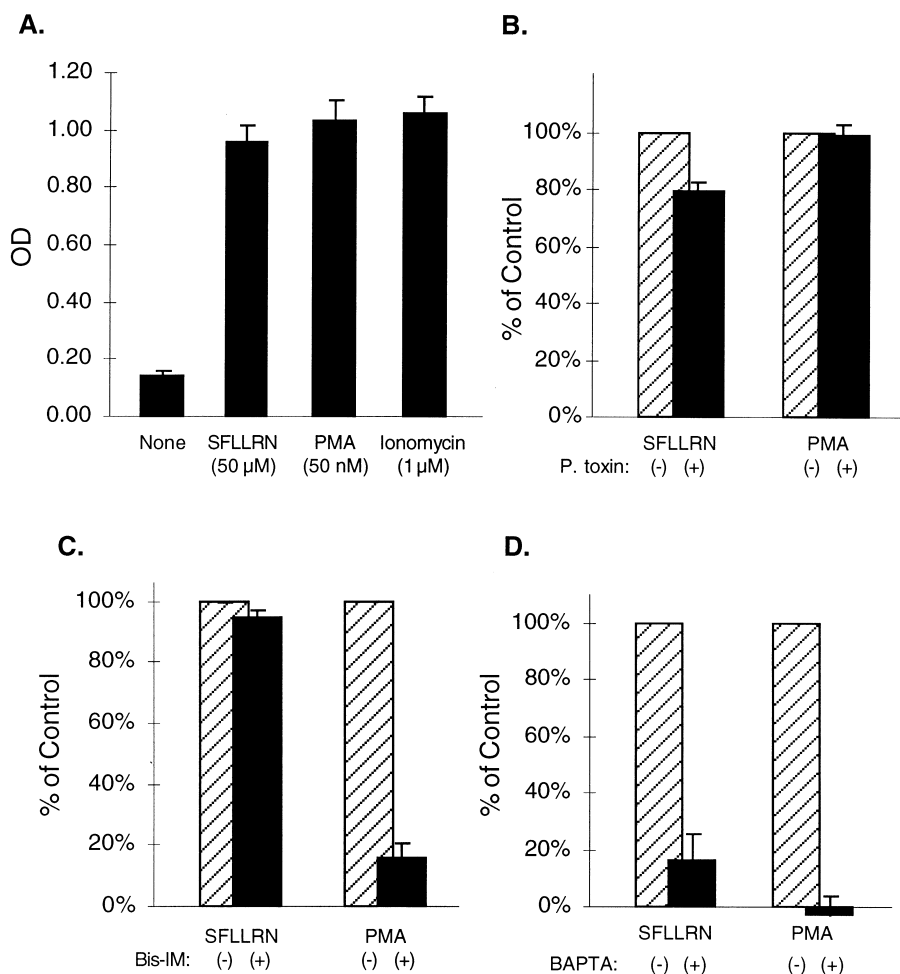 A.
1.20
1.00
0.80
0.60
0.40
0.20
0.00
OD
None SFLLRN PMA Ionomycin
(50 µM) (50 nM) (1 µM)
B.
100%
80%
60%
40%
20%
0%
% of Control
SFLLRN PMA
P. toxin: (-) (+) (-) (+)
C.
100%
80%
60%
40%
20%
0%
% of Control
SFLLRN PMA
Bis-IM: (-) (+) (-) (+)
D.
100%
80%
60%
40%
20%
0%
% of Control
SFLLRN PMA
BAPTA: (-) (+) (-) (+)